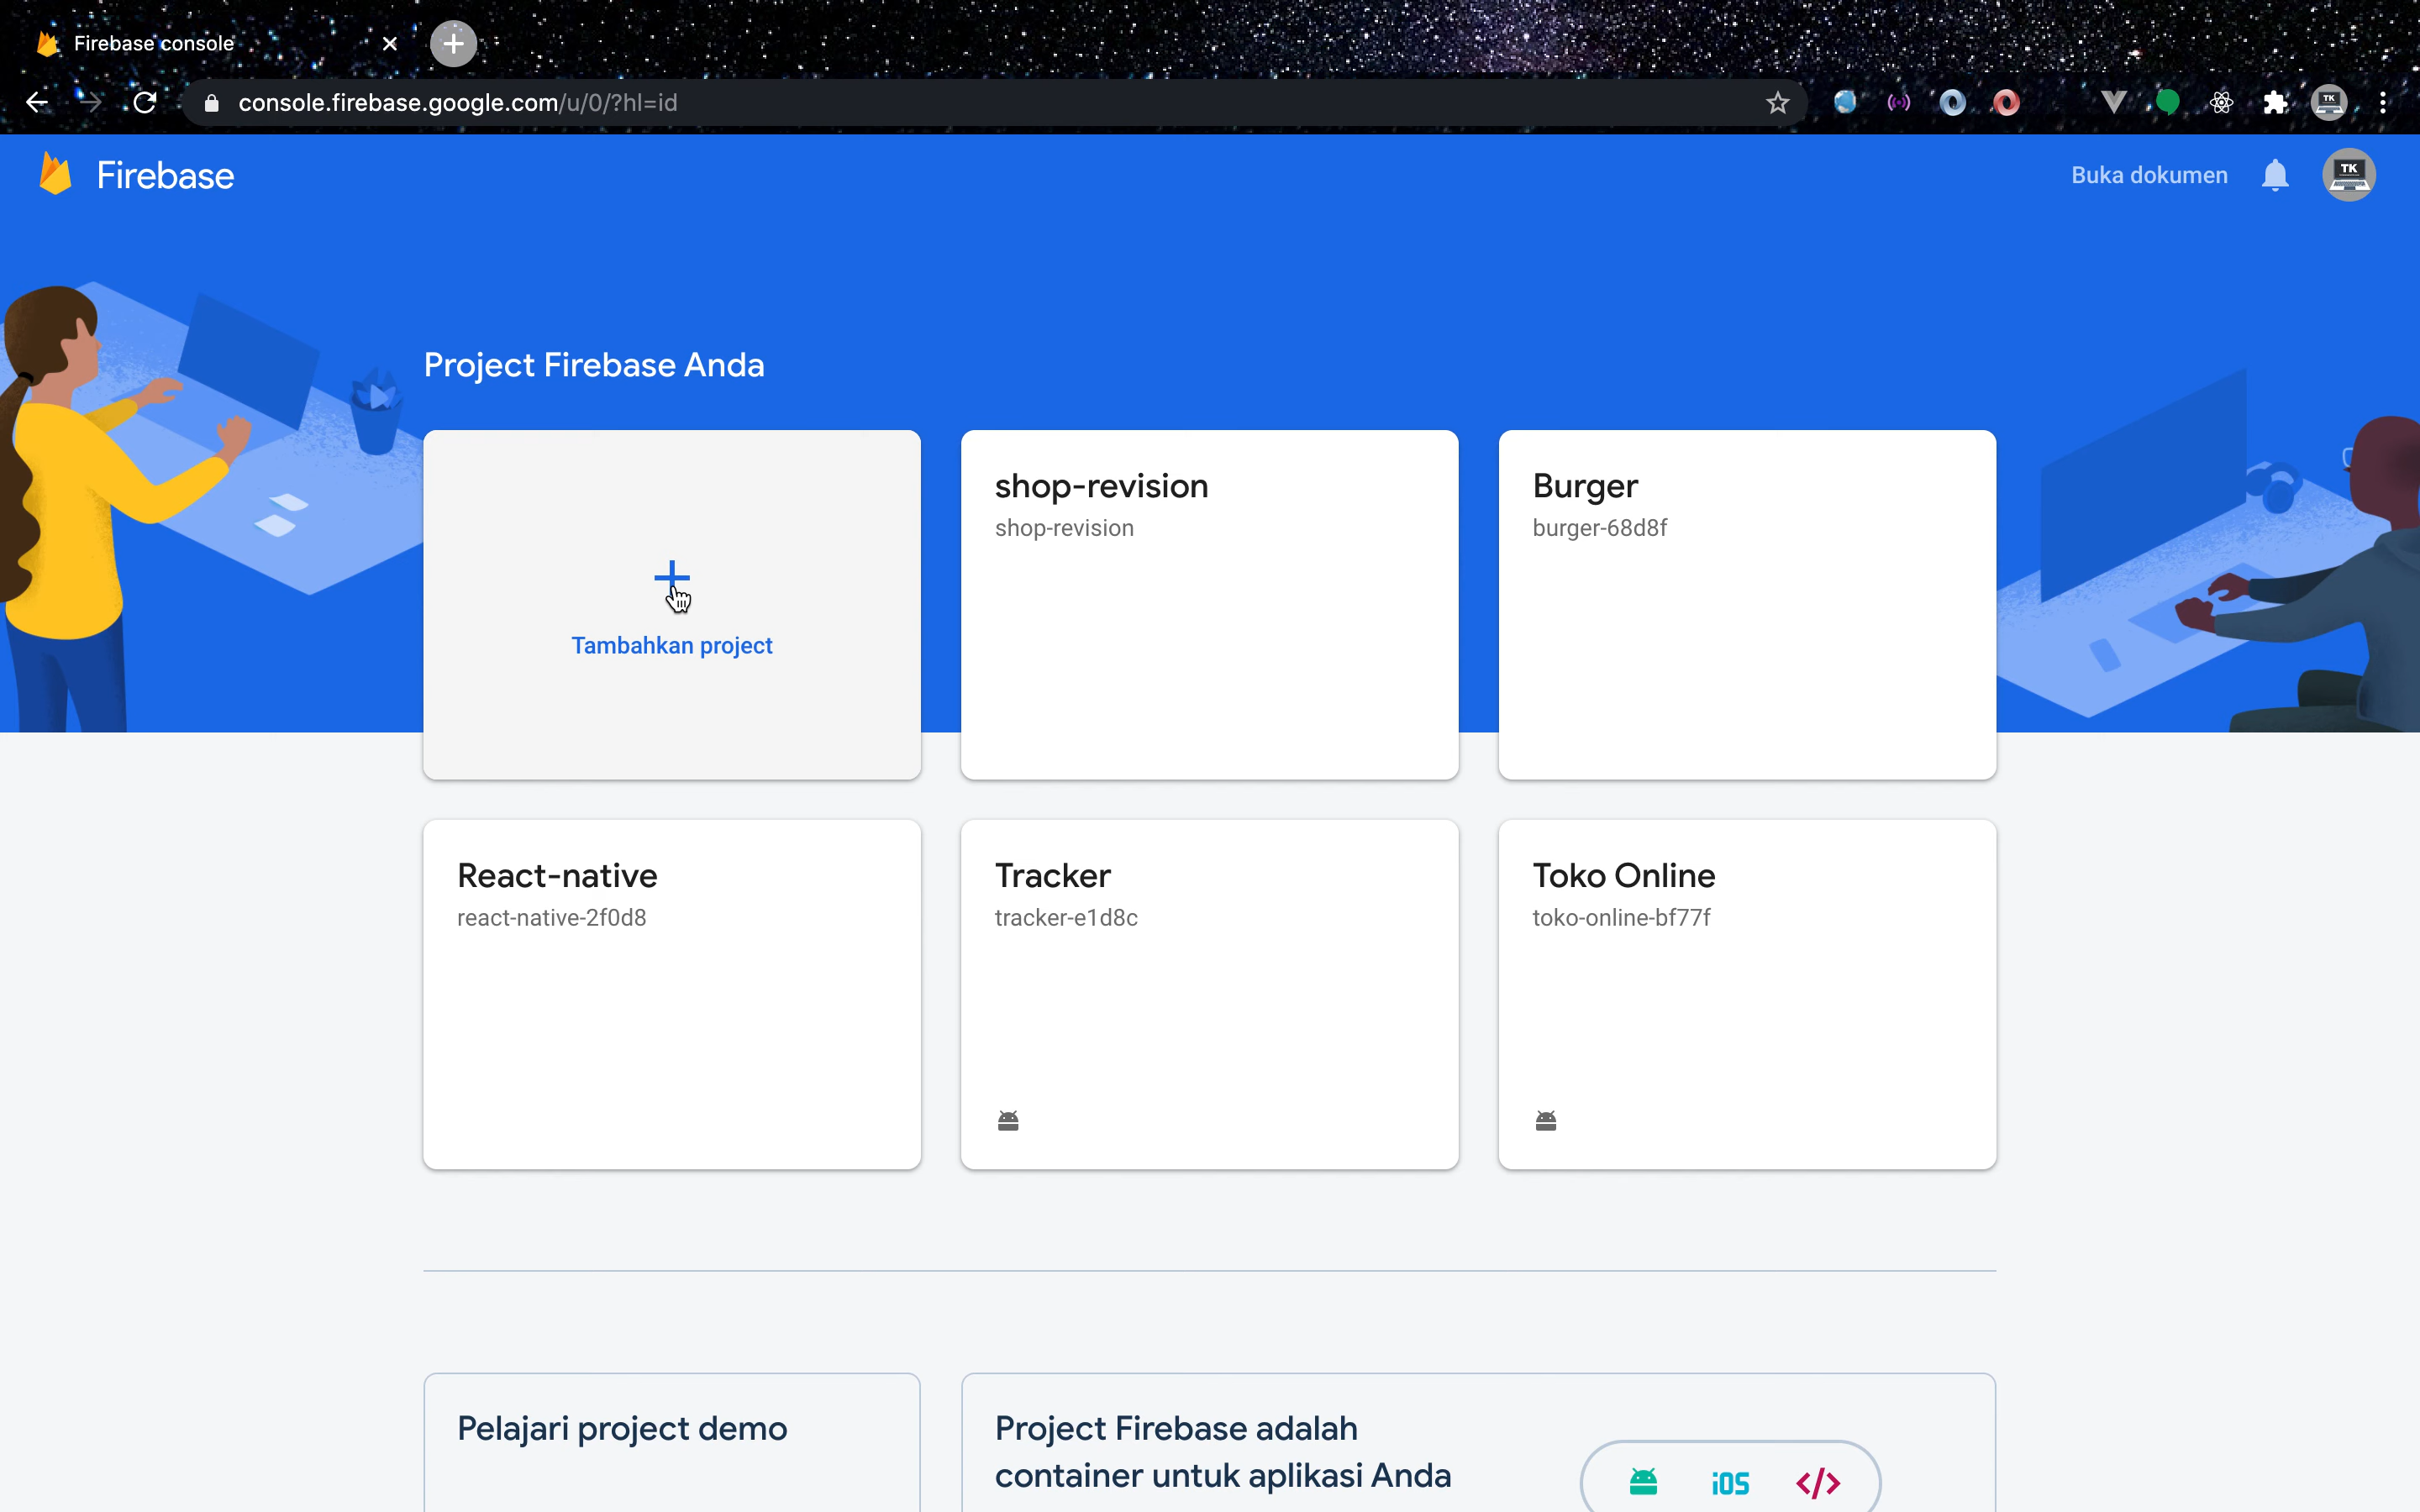 Firebase console
console.firebase.google.com/u/0/?hl=id
TK
Firebase
Buka dokumen
TK
Project Firebase Anda
Tambahkan project
shop-revision
shop-revision
Burger
burger-68d8f
React-native
react-native-2f0d8
Tracker
tracker-e1d8c
Toko Online
toko-online-bf77f
Pelajari project demo
Project Firebase adalah
container untuk aplikasi Anda
iOS